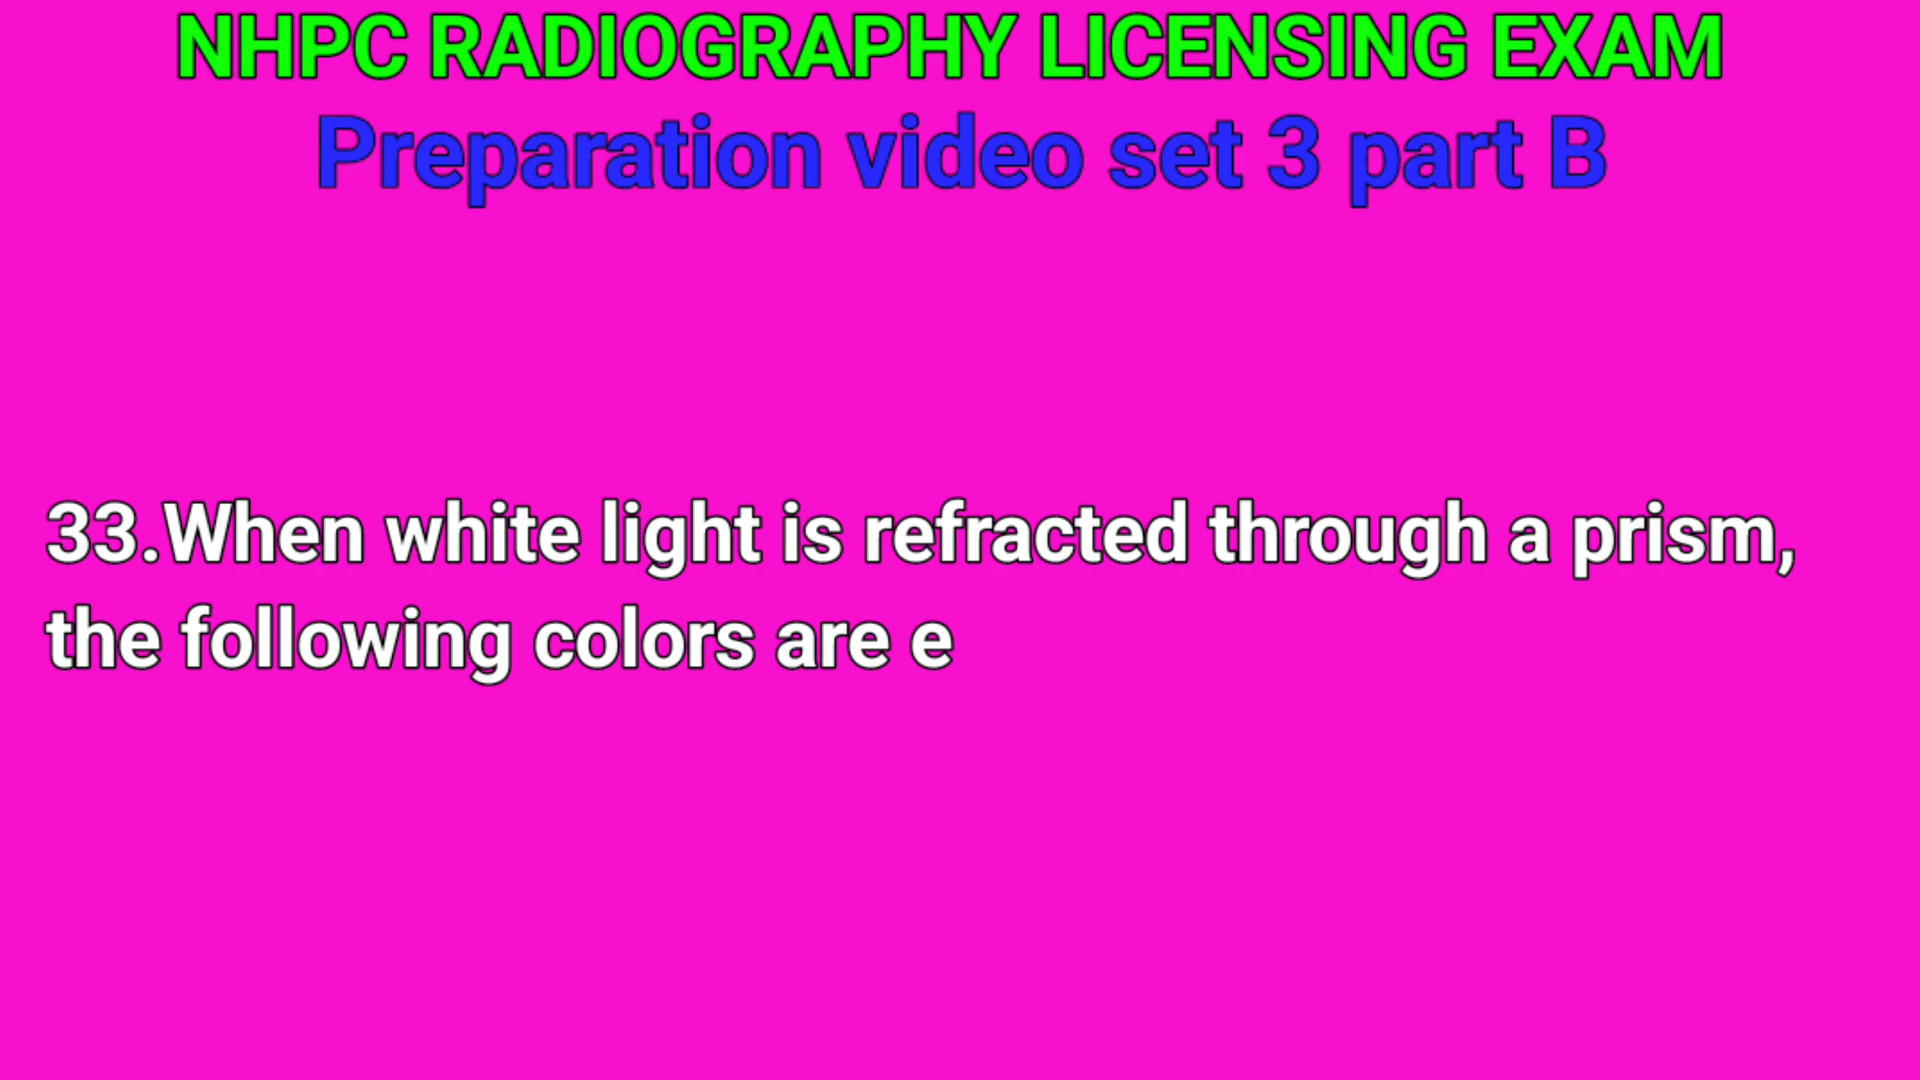 NHPC RADIOGRAPHY LICENSING EXAM
Preparation video set 3 part B
33.When white light is refracted through a prism,
the following colors are e